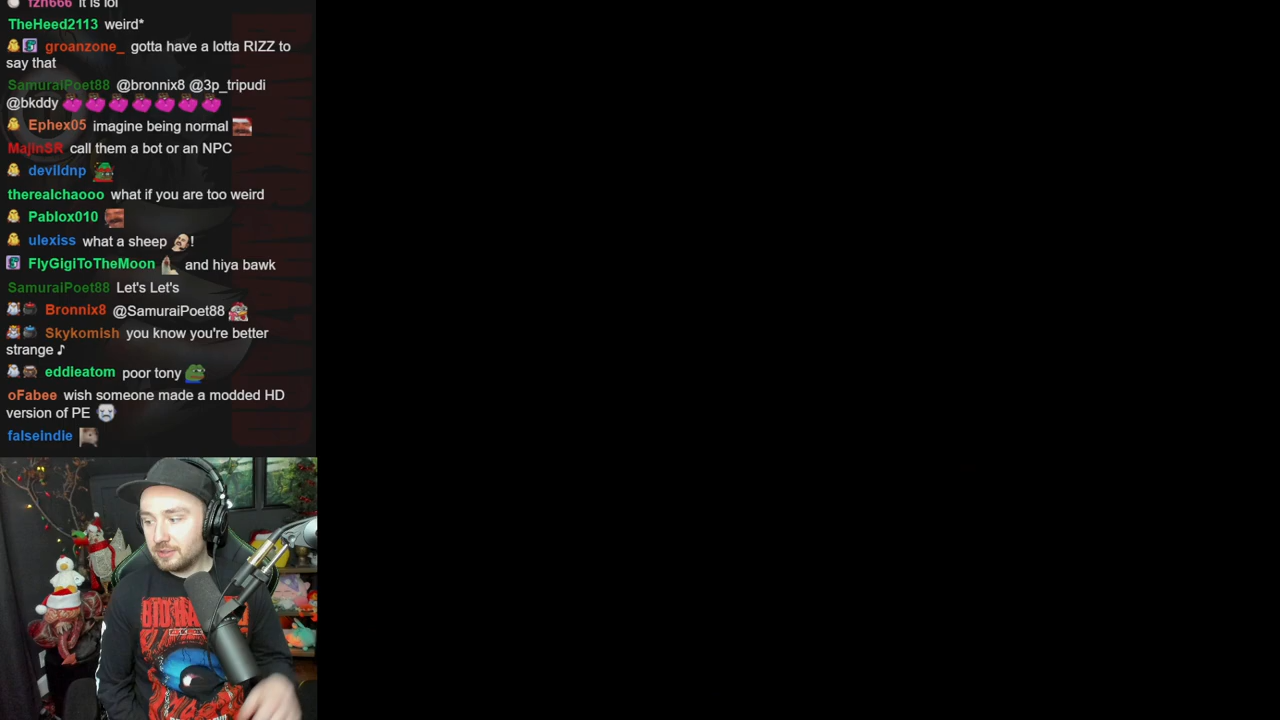 fzh666 it is lol
TheHeed2113 weird*
groanzone_ gotta have a lotta RIZZ to
say that
SamuraiPoet88 @bronnix8 @3p_tripudi
@bkddy
Ephex05 imagine being normal
MajinSR call them a bot or an NPC
devildnp
therealchaooo what if you are too weird
Pablox010
ulexiss what a sheep !
FlyGigiToTheMoon and hiya bawk
SamuraiPoet88 Let's Let's
Bronnix8 @SamuraiPoet88
Skykomish you know you're better
strange ♪
eddieatom poor tony
oFabee wish someone made a modded HD
version of PE
falseindie